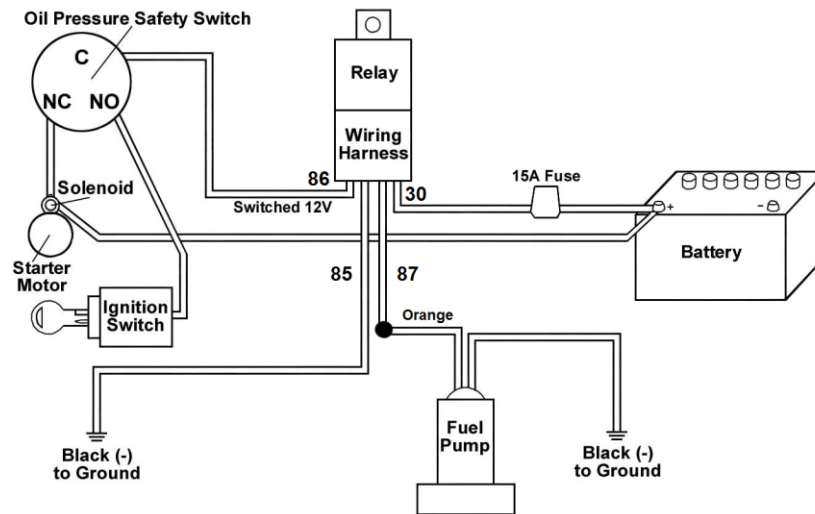 Oil Pressure Safety Switch
C
NC NO
Solenoid
Starter
Motor
Ignition
Switch
Relay
Wiring
Harness
86
Switched 12V
30
15A Fuse
+ -
Battery
85
87
Orange
Fuel
Pump
Black (-)
to Ground
Black (-)
to Ground